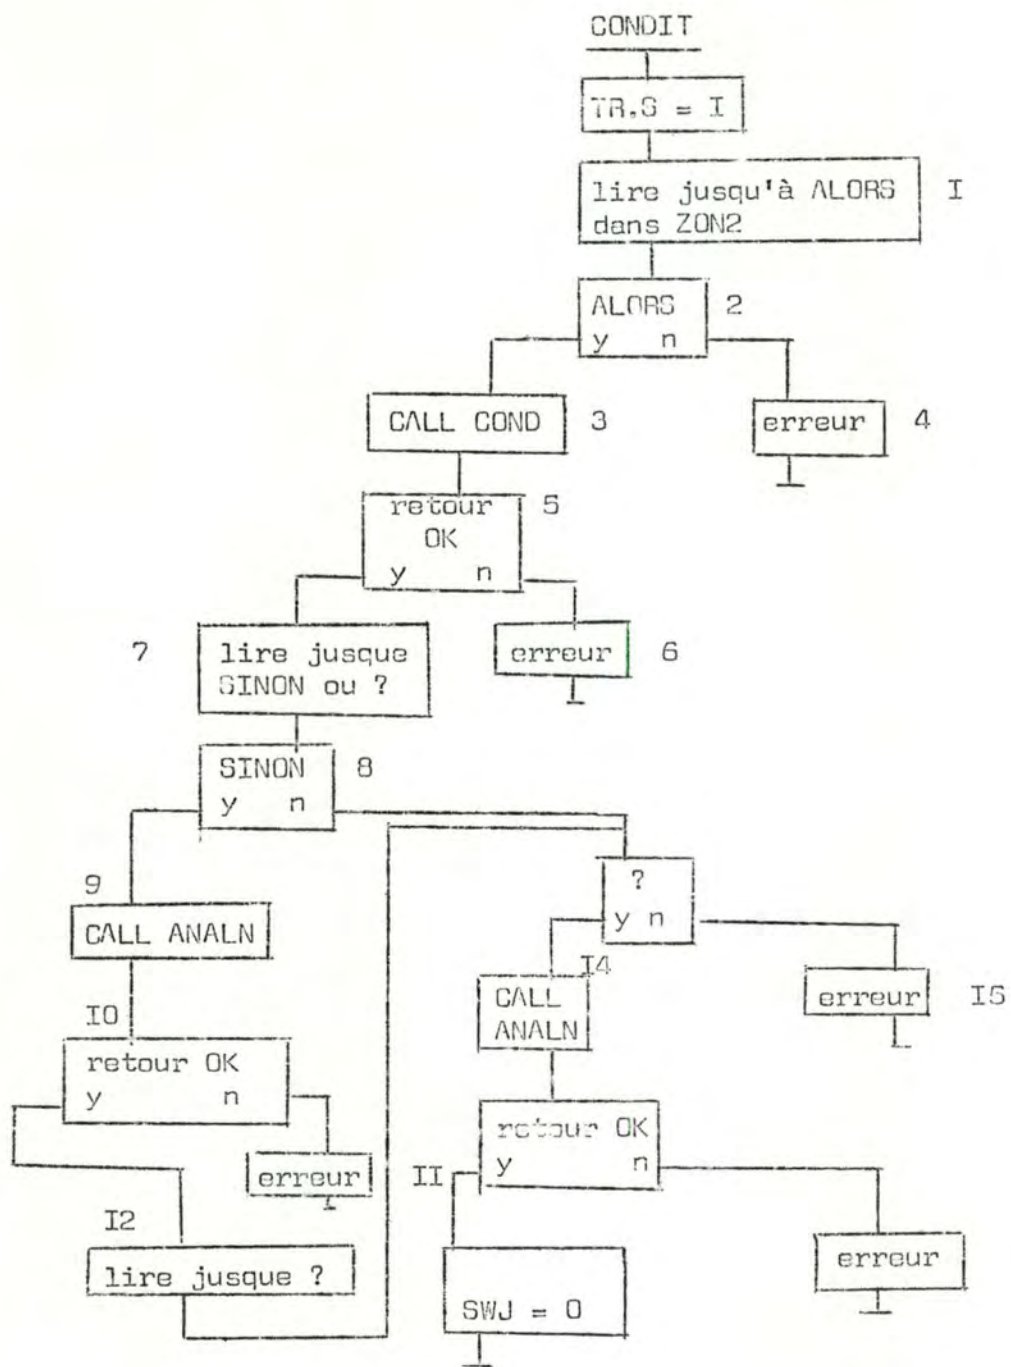 CONDIT
TR.S = I
lire jusqu'à ALORS
dans ZON2
I
ALORS
y n
2
CALL COND
3
erreur
4
retour
OK
y n
5
7
lire jusque
SINON ou ?
erreur
6
SINON
y n
8
?
y n
9
CALL ANALN
I4
CALL
ANALN
erreur
I5
I0
retour OK
y n
retour OK
y n
erreur
II
I2
lire jusque ?
SWJ = 0
erreur